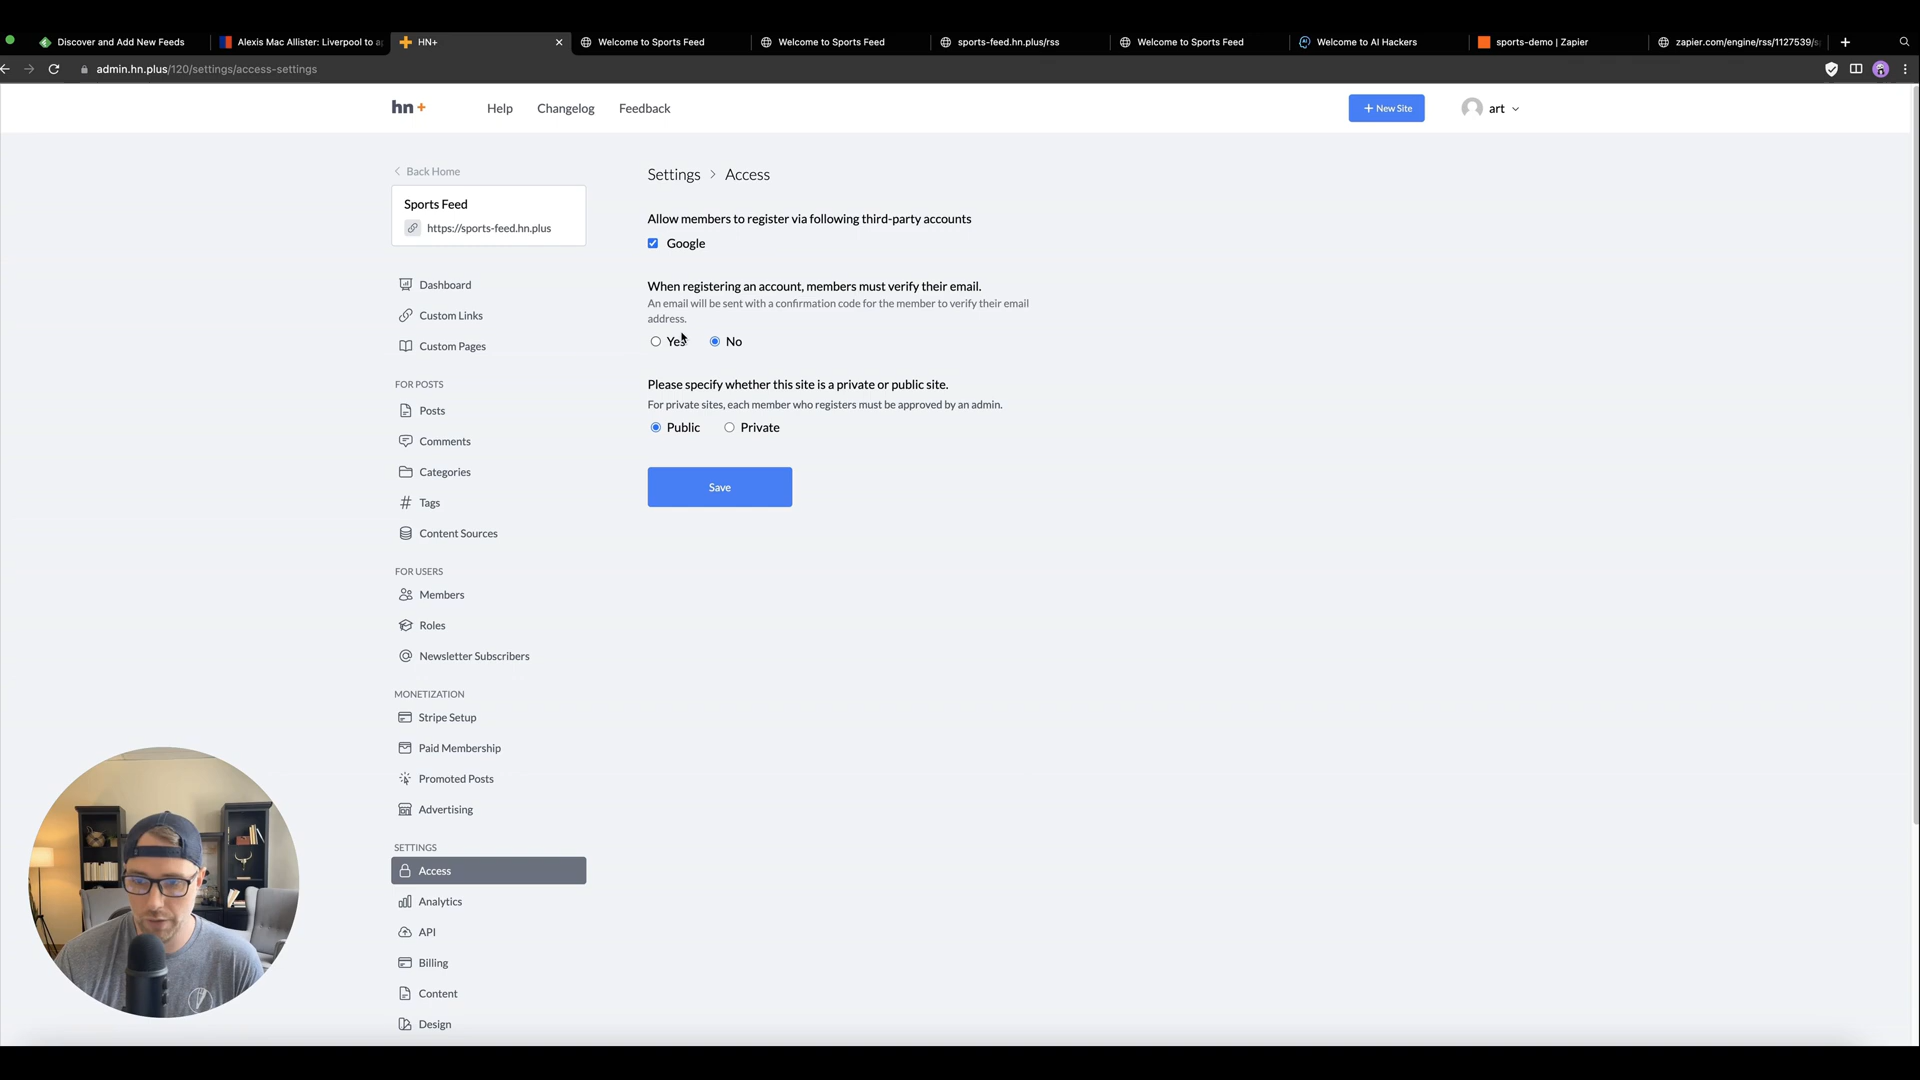 Discover and Add New Feeds
Alexis Mac Allister: Liverpool to a
HN+
Welcome to Sports Feed
Welcome to Sports Feed
sports-feed.hn.plus/rss
Welcome to Sports Feed
Welcome to AI Hackers
sports-demo | Zapier
zapier.com/engine/rss/1127539/s
admin.hn.plus/120/settings/access-settings
hn+
Help
Changelog
Feedback
+ New Site
art
Back Home
Sports Feed
https://sports-feed.hn.plus
Dashboard
Custom Links
Custom Pages
FOR POSTS
Posts
Comments
Categories
Tags
Content Sources
FOR USERS
Members
Roles
Newsletter Subscribers
MONETIZATION
Stripe Setup
Paid Membership
Promoted Posts
Advertising
SETTINGS
Access
Analytics
API
Billing
Content
Design
Settings > Access
Allow members to register via following third-party accounts
Google
When registering an account, members must verify their email.
An email will be sent with a confirmation code for the member to verify their email
address.
Yes
No
Please specify whether this site is a private or public site.
For private sites, each member who registers must be approved by an admin.
Public
Private
Save